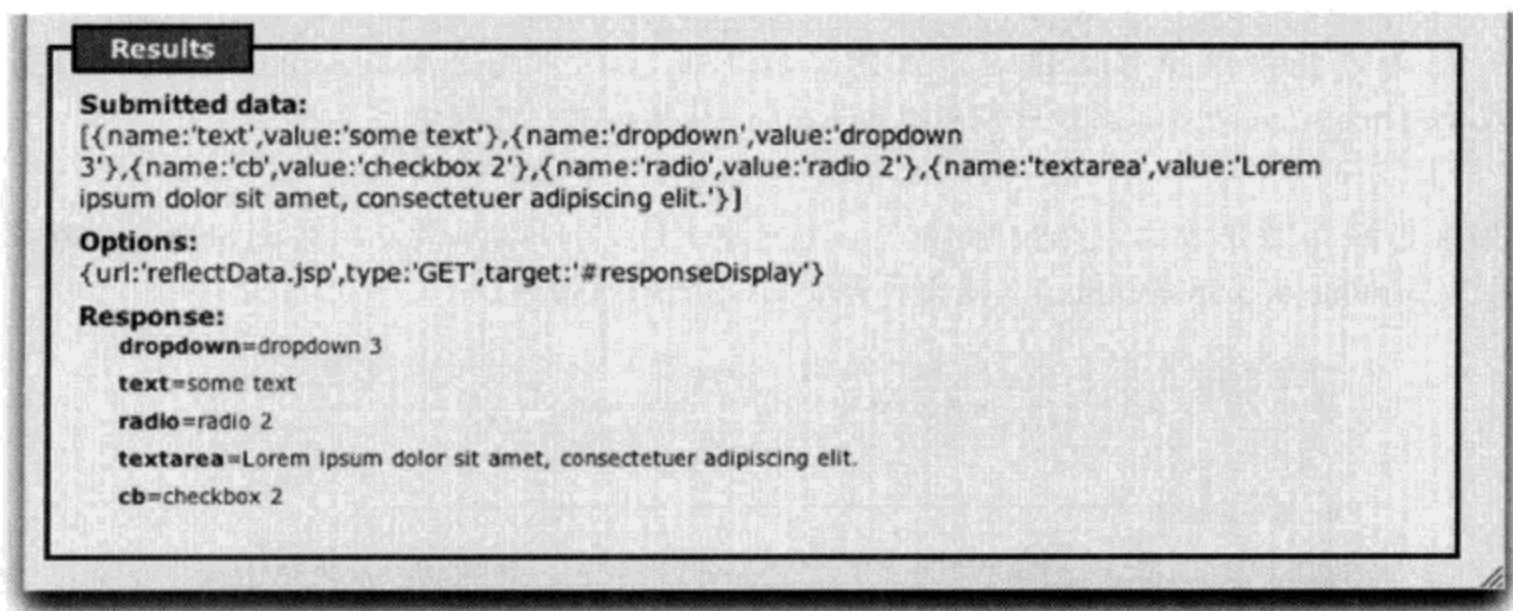 Results
Submitted data:
[{name:'text',value:'some text'},{name:'dropdown',value:'dropdown
3'},{name:'cb',value:'checkbox 2'},{name:'radio',value:'radio 2'},{name:'textarea',value:'Lorem
ipsum dolor sit amet, consectetuer adipiscing elit.'}]
Options:
{url:'reflectData.jsp',type:'GET',target:'#responseDisplay'}
Response:
dropdown=dropdown 3
text=some text
radio=radio 2
textarea=Lorem ipsum dolor sit amet, consectetuer adipiscing elit.
cb=checkbox 2